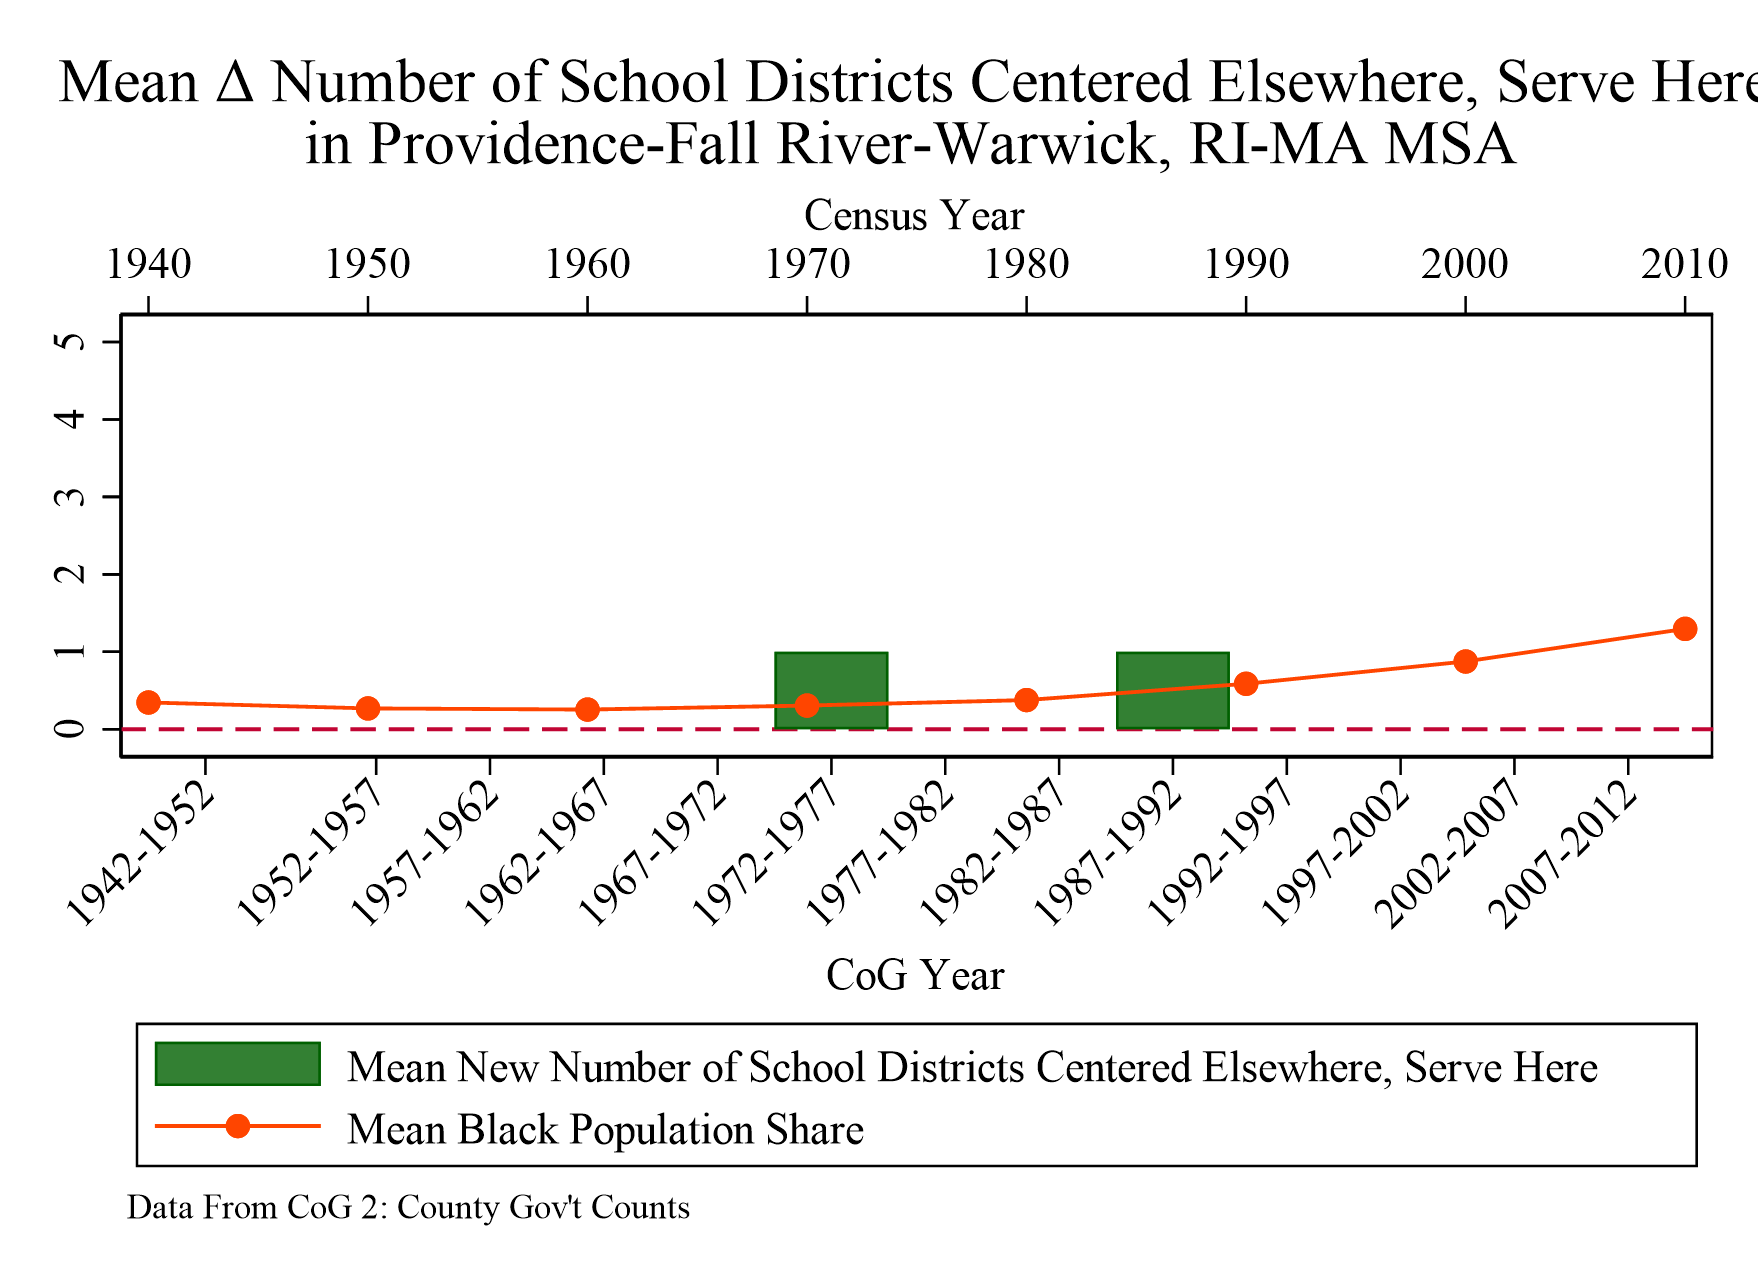 Mean Δ Number of School Districts Centered Elsewhere, Serve Here
in Providence-Fall River-Warwick, RI-MA MSA
Census Year
1940 1950 1960 1970 1980 1990 2000 2010
5
4
3
2
1
0
1942-1952 1952-1957 1957-1962 1962-1967 1967-1972 1972-1977 1977-1982 1982-1987 1987-1992 1992-1997 1997-2002 2002-2007 2007-2012
CoG Year
Mean New Number of School Districts Centered Elsewhere, Serve Here
Mean Black Population Share
Data From CoG 2: County Gov't Counts